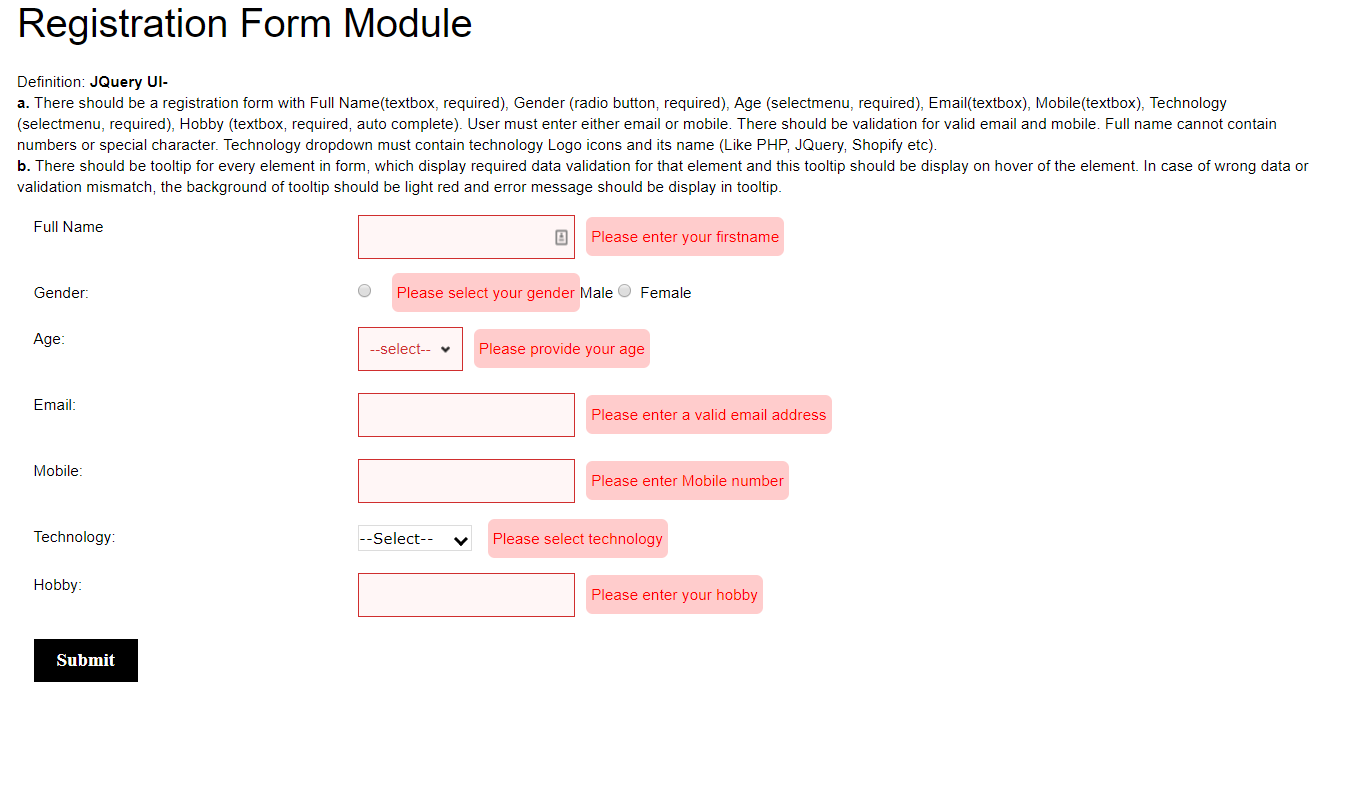 Registration Form Module
Definition: JQuery UI-
a. There should be a registration form with Full Name(textbox, required), Gender (radio button, required), Age (selectmenu, required), Email(textbox), Mobile(textbox), Technology
(selectmenu, required), Hobby (textbox, required, auto complete). User must enter either email or mobile. There should be validation for valid email and mobile. Full name cannot contain
numbers or special character. Technology dropdown must contain technology Logo icons and its name (Like PHP, JQuery, Shopify etc).
b. There should be tooltip for every element in form, which display required data validation for that element and this tooltip should be display on hover of the element. In case of wrong data or
validation mismatch, the background of tooltip should be light red and error message should be display in tooltip.
Full Name Please enter your firstname
Gender: Please select your gender Male Female
Age: --select-- Please provide your age
Email: Please enter a valid email address
Mobile: Please enter Mobile number
Technology: --Select-- Please select technology
Hobby: Please enter your hobby
Submit